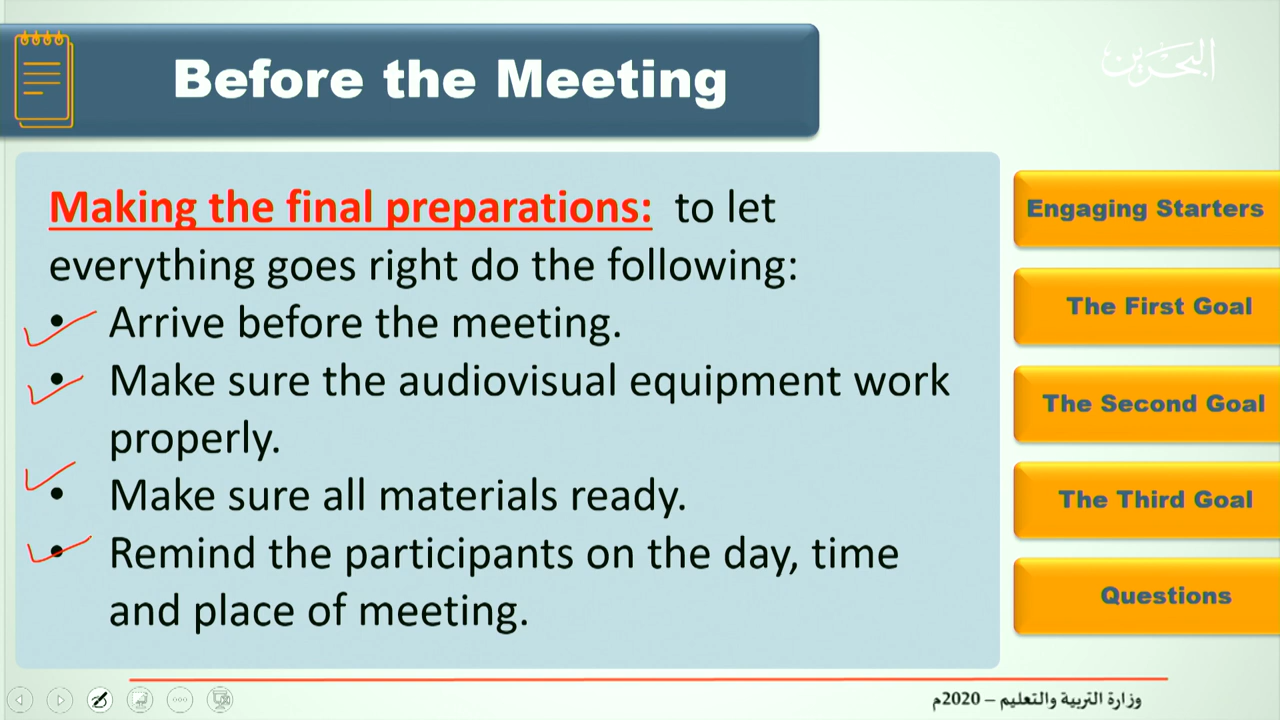 Before the Meeting
البحرين
Making the final preparations: to let
everything goes right do the following:
• Arrive before the meeting.
• Make sure the audiovisual equipment work
properly.
• Make sure all materials ready.
• Remind the participants on the day, time
and place of meeting.
Engaging Starters
The First Goal
The Second Goal
The Third Goal
Questions
وزارة التربية والتعليم – 2020م